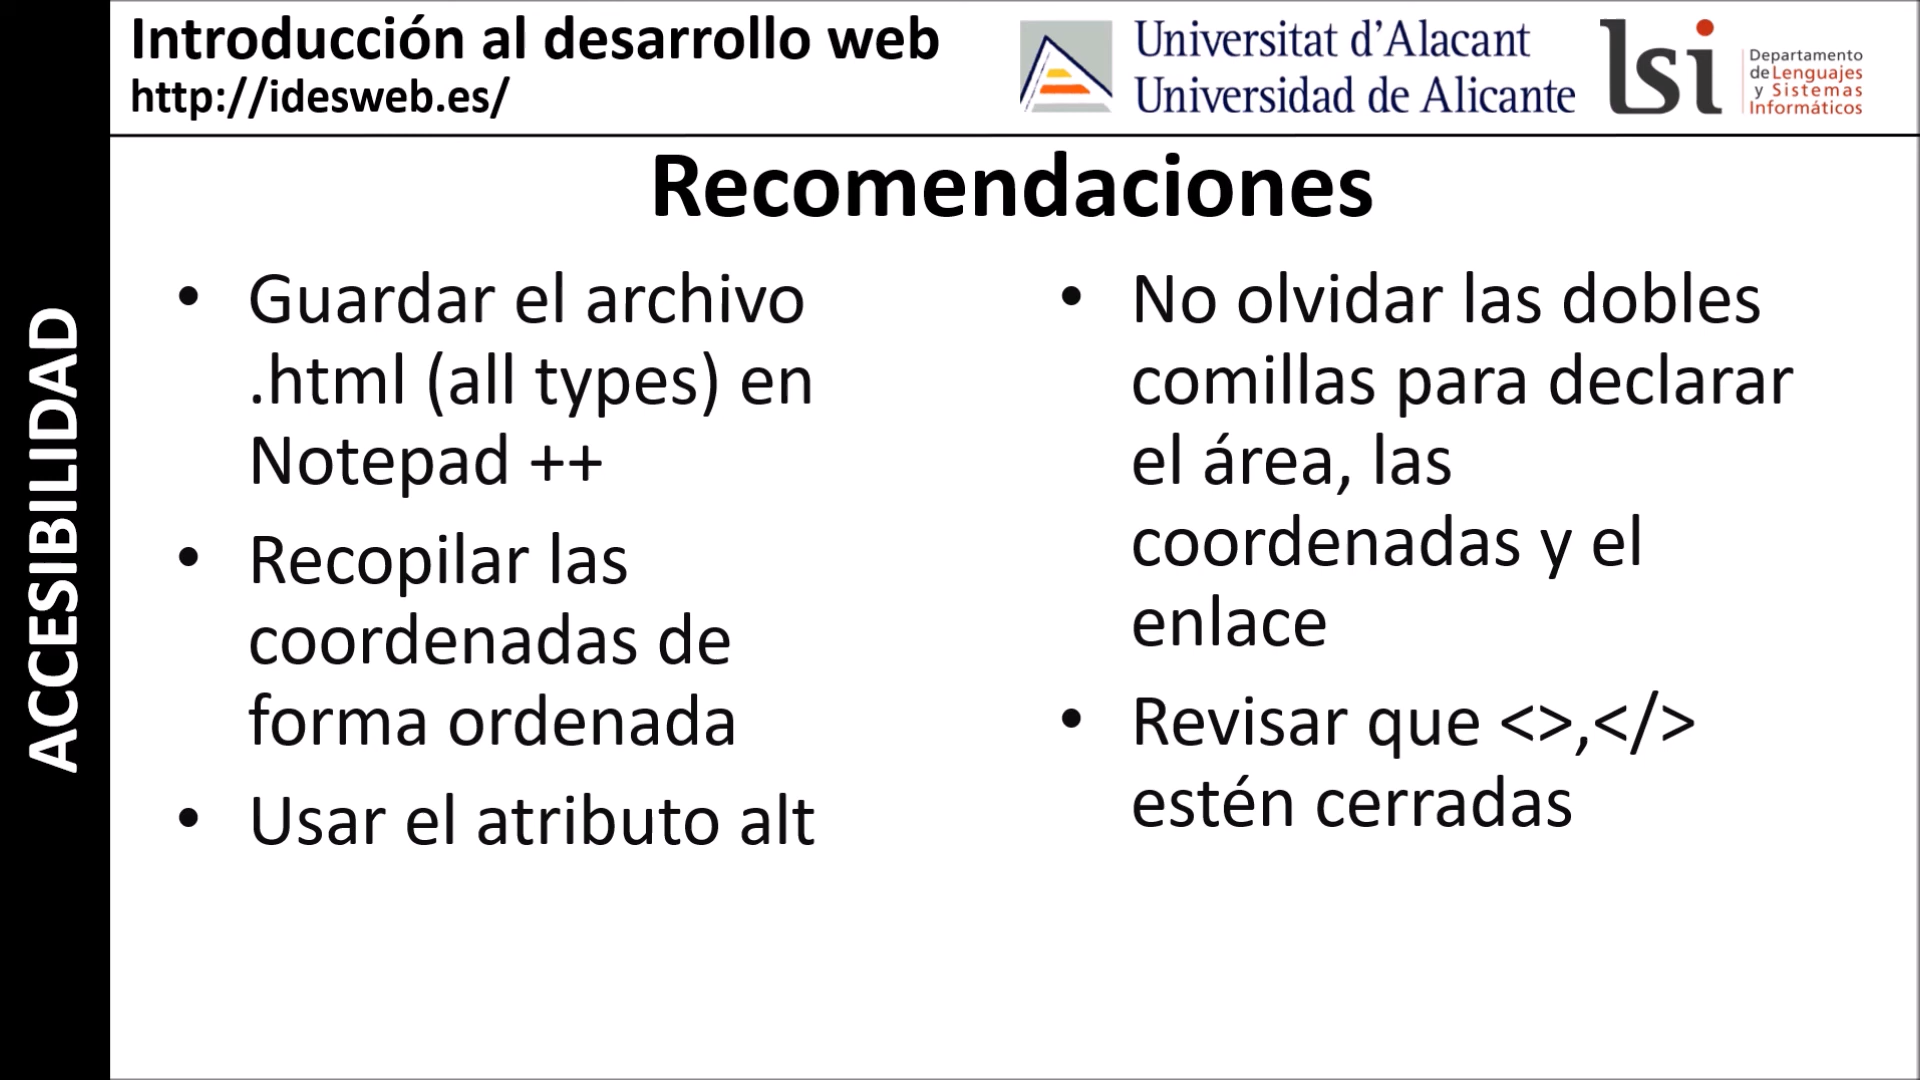 Introducción al desarrollo web
http://idesweb.es/
Universitat d'Alacant
Universidad de Alicante
lsi
Departamento
de Lenguajes
y Sistemas
Informáticos
ACCESIBILIDAD
Recomendaciones
• Guardar el archivo
.html (all types) en
Notepad ++
• Recopilar las
coordenadas de
forma ordenada
• Usar el atributo alt
• No olvidar las dobles
comillas para declarar
el área, las
coordenadas y el
enlace
• Revisar que <>,</>
estén cerradas